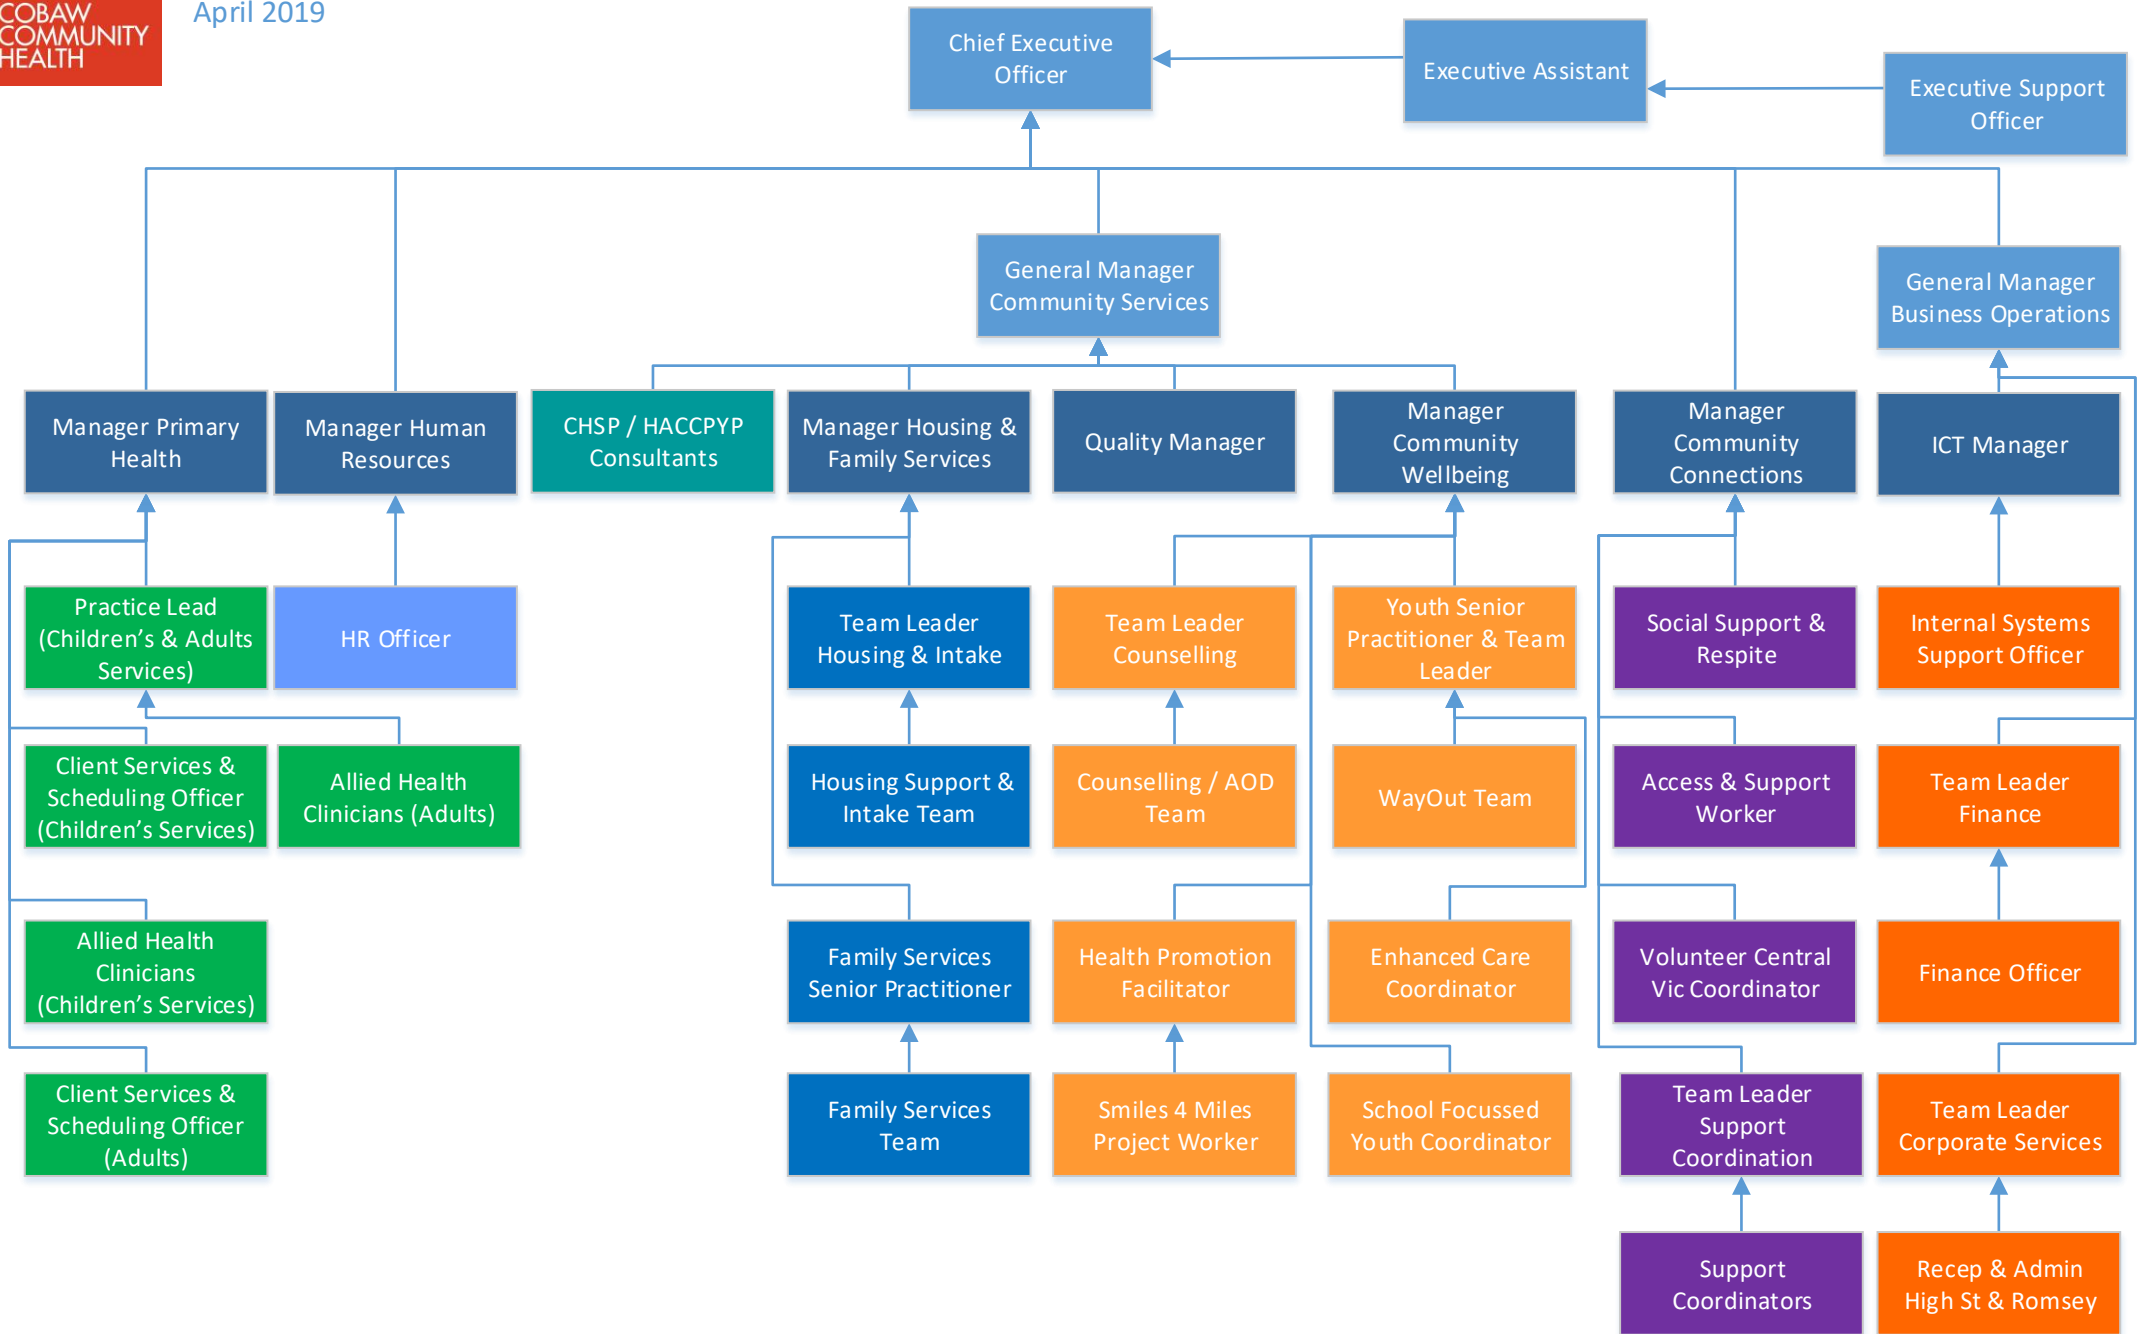 COBAW
COMMUNITY
HEALTH
April 2019
Chief Executive
Officer
Executive Assistant
Executive Support
Officer
General Manager
Community Services
General Manager
Business Operations
Manager Primary
Health
Manager Human
Resources
CHSP / HACCPYP
Consultants
Manager Housing &
Family Services
Quality Manager
Manager
Community
Wellbeing
Manager
Community
Connections
ICT Manager
Practice Lead
(Children’s & Adults
Services)
HR Officer
Team Leader
Housing & Intake
Team Leader
Counselling
Youth Senior
Practitioner & Team
Leader
Social Support &
Respite
Internal Systems
Support Officer
Client Services &
Scheduling Officer
(Children’s Services)
Allied Health
Clinicians (Adults)
Housing Support &
Intake Team
Counselling / AOD
Team
WayOut Team
Access & Support
Worker
Team Leader
Finance
Allied Health
Clinicians
(Children’s Services)
Family Services
Senior Practitioner
Health Promotion
Facilitator
Enhanced Care
Coordinator
Volunteer Central
Vic Coordinator
Finance Officer
Client Services &
Scheduling Officer
(Adults)
Family Services
Team
Smiles 4 Miles
Project Worker
School Focussed
Youth Coordinator
Team Leader
Support
Coordination
Team Leader
Corporate Services
Support
Coordinators
Recep & Admin
High St & Romsey